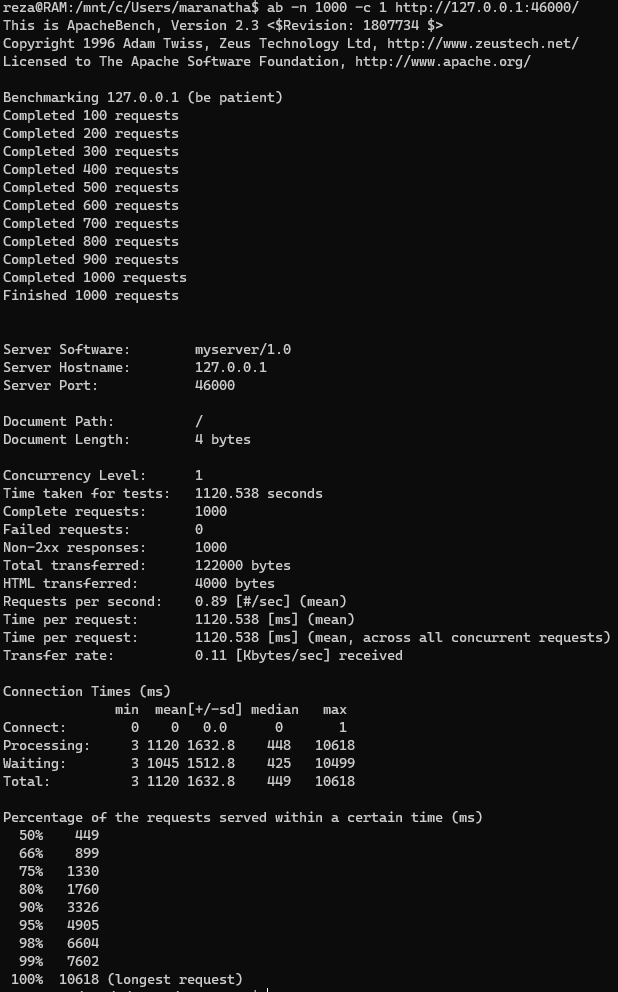 reza@RAM:/mnt/c/Users/maranatha$ ab -n 1000 -c 1 http://127.0.0.1:46000/
This is ApacheBench, Version 2.3 <$Revision: 1807734 $>
Copyright 1996 Adam Twiss, Zeus Technology Ltd, http://www.zeustech.net/
Licensed to The Apache Software Foundation, http://www.apache.org/

Benchmarking 127.0.0.1 (be patient)
Completed 100 requests
Completed 200 requests
Completed 300 requests
Completed 400 requests
Completed 500 requests
Completed 600 requests
Completed 700 requests
Completed 800 requests
Completed 900 requests
Completed 1000 requests
Finished 1000 requests


Server Software:        myserver/1.0
Server Hostname:        127.0.0.1
Server Port:            46000

Document Path:          /
Document Length:        4 bytes

Concurrency Level:      1
Time taken for tests:   1120.538 seconds
Complete requests:      1000
Failed requests:        0
Non-2xx responses:      1000
Total transferred:      122000 bytes
HTML transferred:       4000 bytes
Requests per second:    0.89 [#/sec] (mean)
Time per request:       1120.538 [ms] (mean)
Time per request:       1120.538 [ms] (mean, across all concurrent requests)
Transfer rate:          0.11 [Kbytes/sec] received

Connection Times (ms)
              min  mean[+/-sd] median   max
Connect:        0    0   0.0      0       1
Processing:     3 1120 1632.8    448   10618
Waiting:        3 1045 1512.8    425   10499
Total:          3 1120 1632.8    449   10618

Percentage of the requests served within a certain time (ms)
  50%    449
  66%    899
  75%   1330
  80%   1760
  90%   3326
  95%   4905
  98%   6604
  99%   7602
 100%  10618 (longest request)